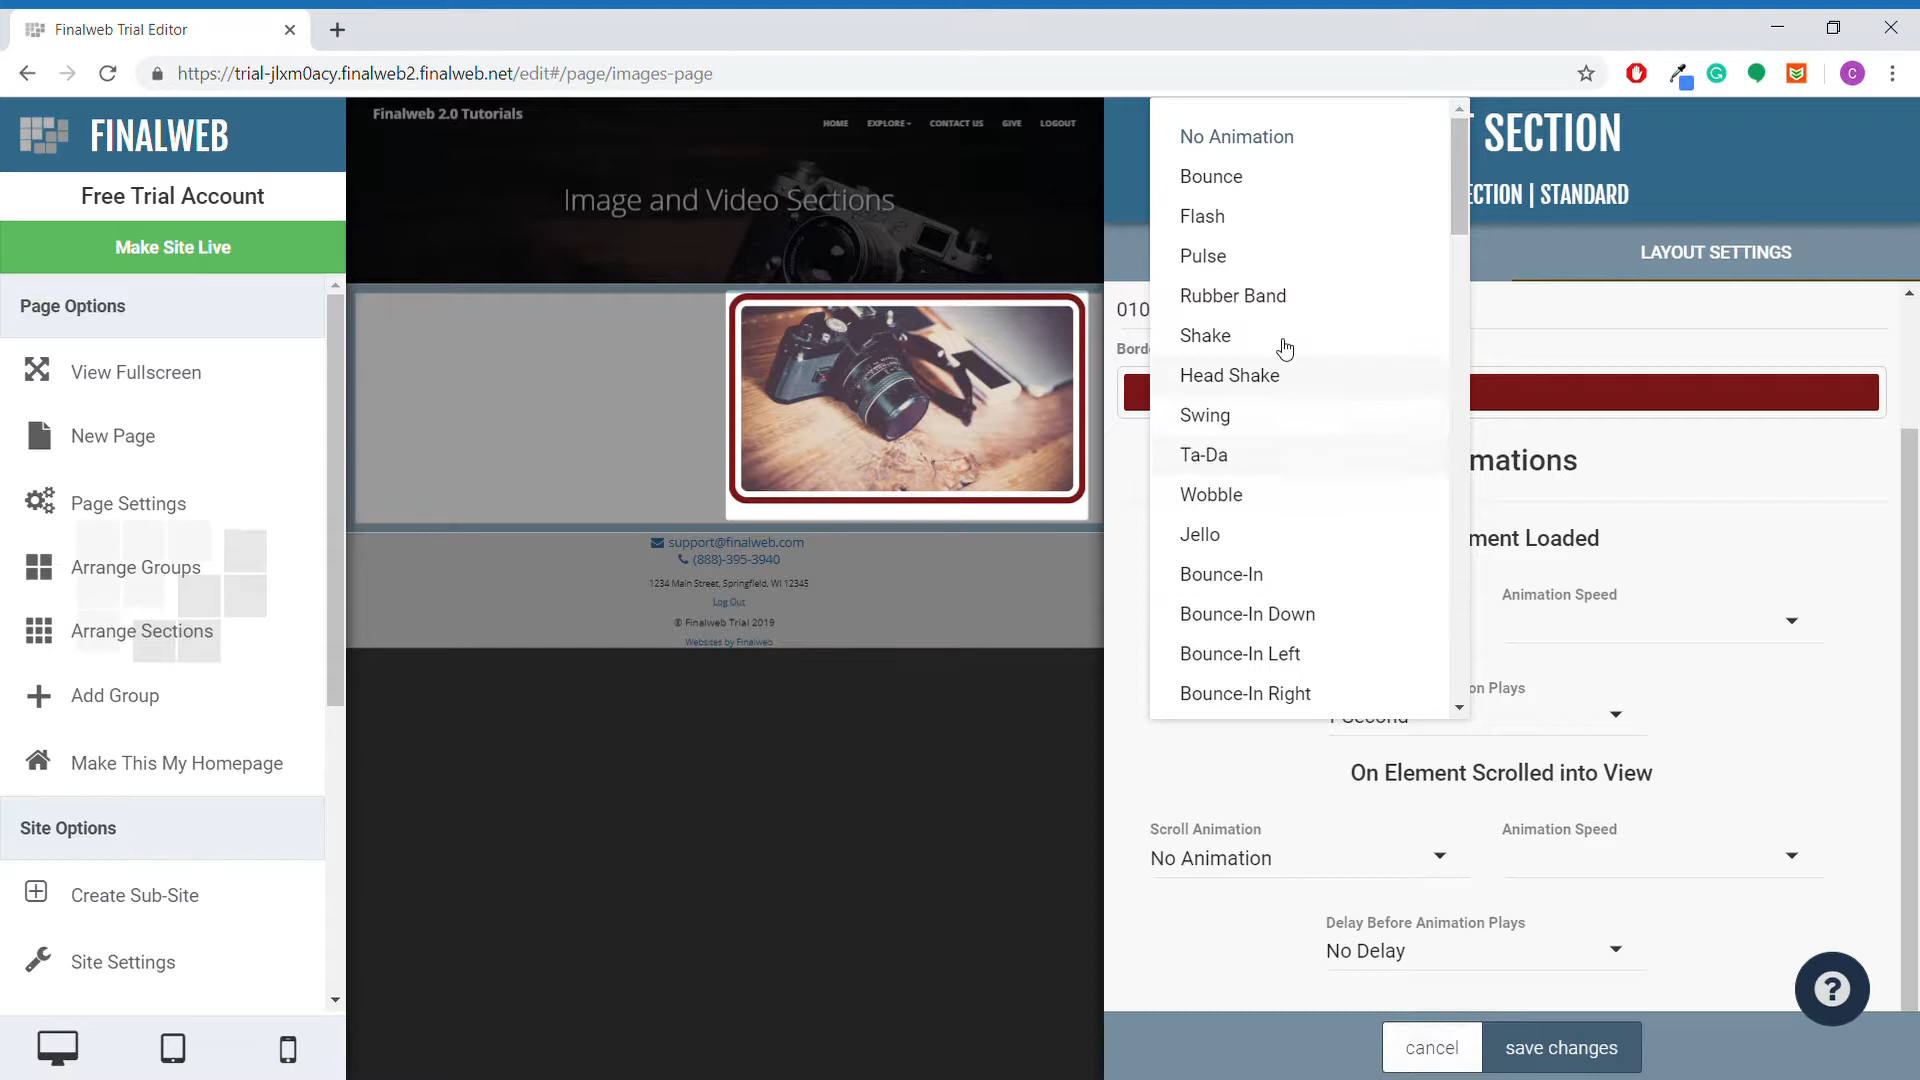 Finalweb Trial Editor
https://trial-jlxm0acy.finalweb2.finalweb.net/edit#/page/images-page
C
FINALWEB
Free Trial Account
Make Site Live
Page Options
View Fullscreen
New Page
Page Settings
Arrange Groups
Arrange Sections
Add Group
Make This My Homepage
Site Options
Create Sub-Site
Site Settings
Finalweb 2.0 Tutorials
HOME EXPLORE CONTACT US GIVE LOGOUT
Image and Video Sections
support@finalweb.com
(888)-395-3940
1234 Main Street, Springfield, WI 12345
Log Out
© Finalweb Trial 2019
Websites by Finalweb
No Animation
Bounce
Flash
Pulse
Rubber Band
Shake
Head Shake
Swing
Ta-Da
Wobble
Jello
Bounce-In
Bounce-In Down
Bounce-In Left
Bounce-In Right
SECTION
ECTION | STANDARD
LAYOUT SETTINGS
010
Bord
mations
ment Loaded
Animation Speed
on Plays
1 Second
On Element Scrolled into View
Scroll Animation
Animation Speed
No Animation
Delay Before Animation Plays
No Delay
?
cancel
save changes